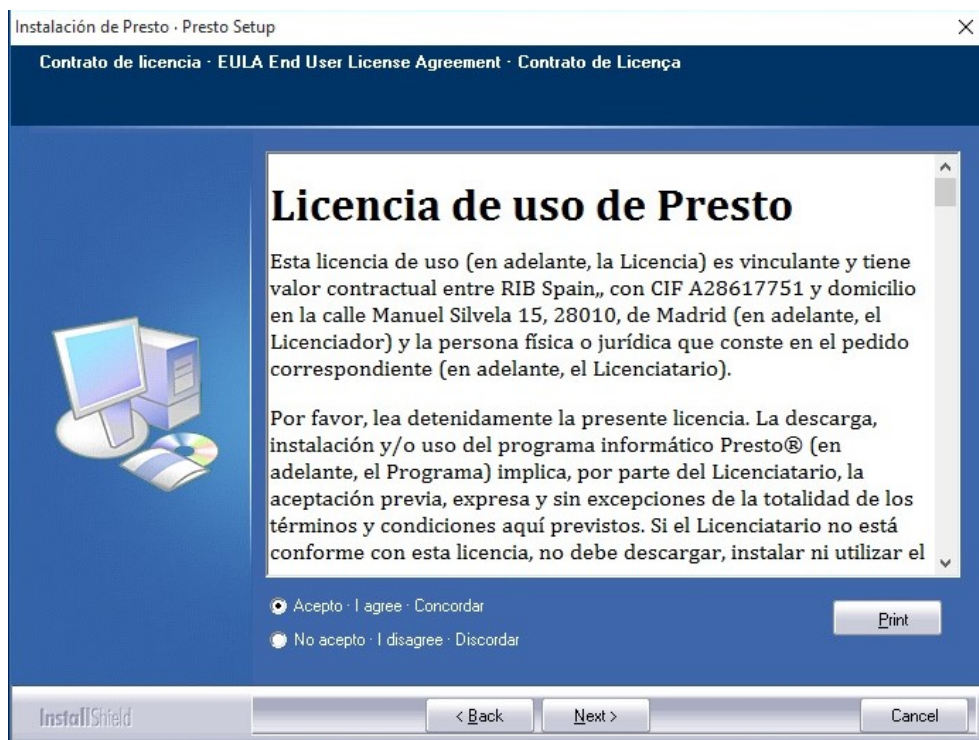 Instalación de Presto · Presto Setup
Contrato de licencia · EULA End User License Agreement · Contrato de Licença
Licencia de uso de Presto
Esta licencia de uso (en adelante, la Licencia) es vinculante y tiene
valor contractual entre RIB Spain,, con CIF A28617751 y domicilio
en la calle Manuel Silvela 15, 28010, de Madrid (en adelante, el
Licenciador) y la persona física o jurídica que conste en el pedido
correspondiente (en adelante, el Licenciatario).
Por favor, lea detenidamente la presente licencia. La descarga,
instalación y/o uso del programa informático Presto® (en
adelante, el Programa) implica, por parte del Licenciatario, la
aceptación previa, expresa y sin excepciones de la totalidad de los
términos y condiciones aquí previstos. Si el Licenciatario no está
conforme con esta licencia, no debe descargar, instalar ni utilizar el
Acepto · I agree · Concordar
No acepto · I disagree · Discordar
Print
InstallShield
< Back
Next >
Cancel